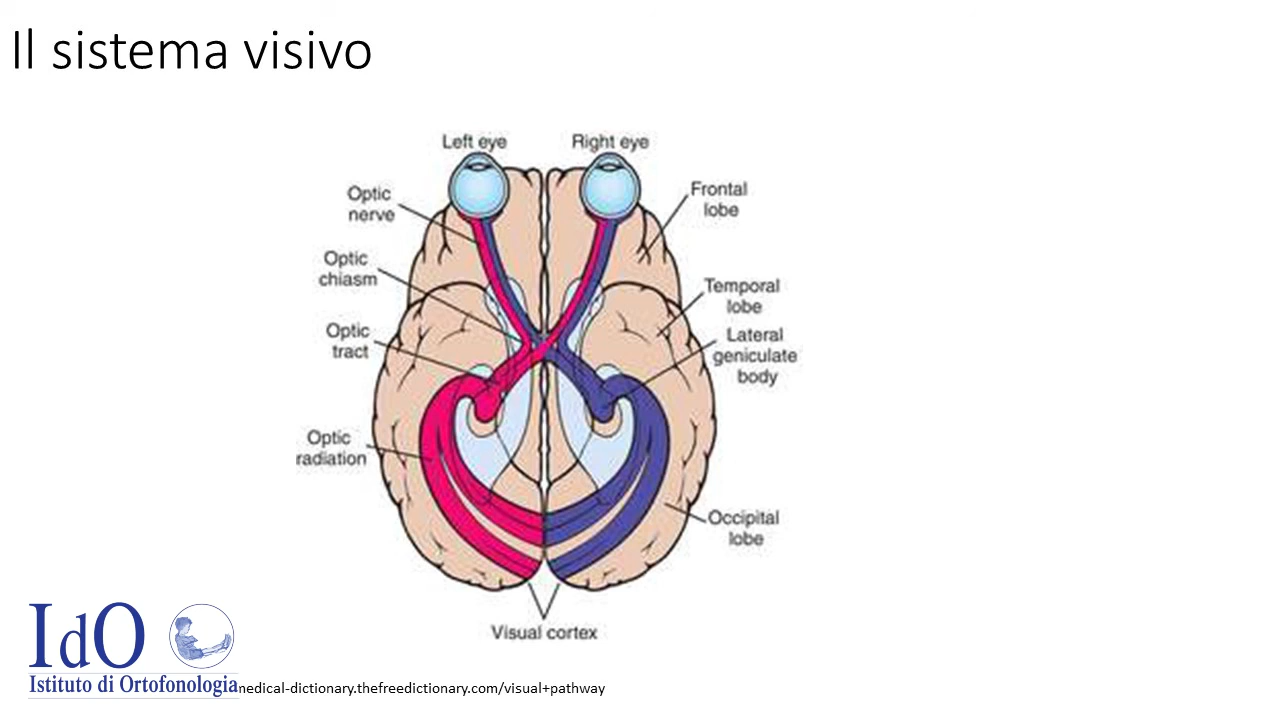 Il sistema visivo
Left eye
Right eye
Optic
nerve
Frontal
lobe
Optic
chiasm
Temporal
lobe
Optic
tract
Lateral
geniculate
body
Optic
radiation
Occipital
lobe
Visual cortex
IdO
Istituto di Ortofonologia
medical-dictionary.thefreedictionary.com/visual+pathway